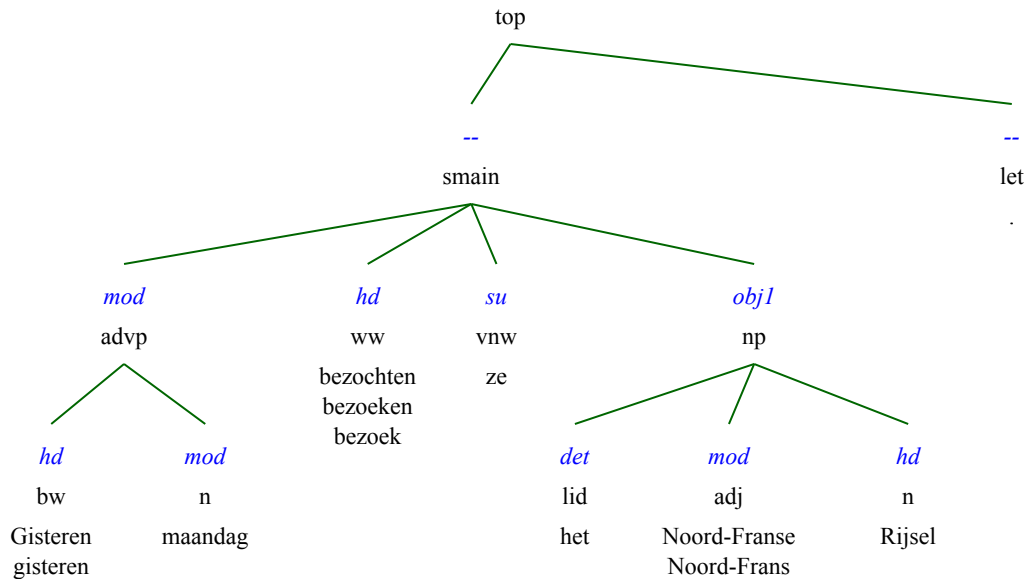 top
-- --
smain let
.
mod hd su obj1
advp ww vnw np
bezochten ze
bezoeken
bezoek
hd mod det mod hd
bw n lid adj n
Gisteren maandag het Noord-Franse Rijsel
gisteren Noord-Frans